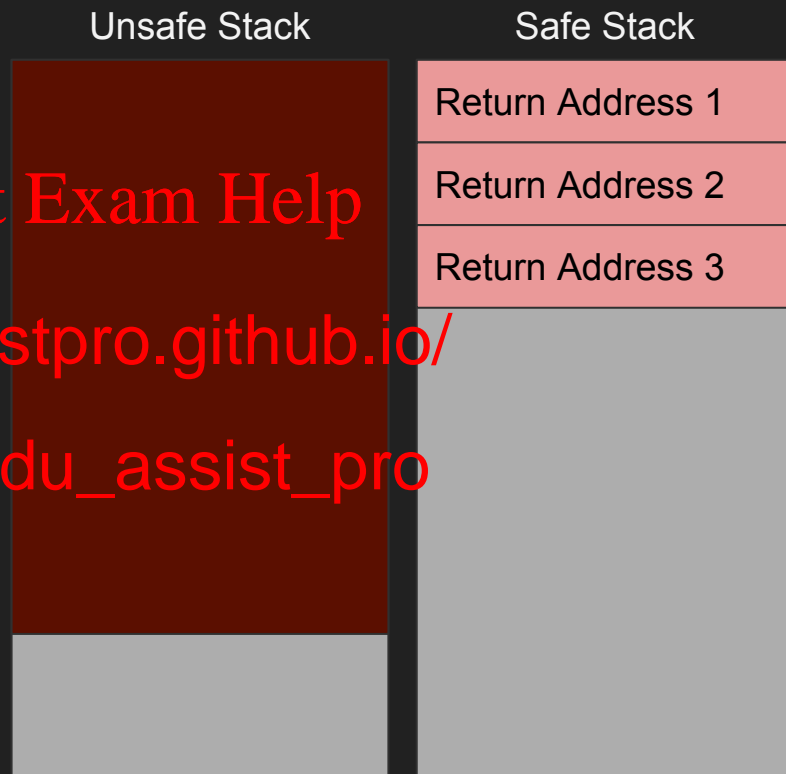 Unsafe Stack
Safe Stack
Return Address 1
Return Address 2
Exam Help
Return Address 3
stpro.github.io/
du_assist_pro